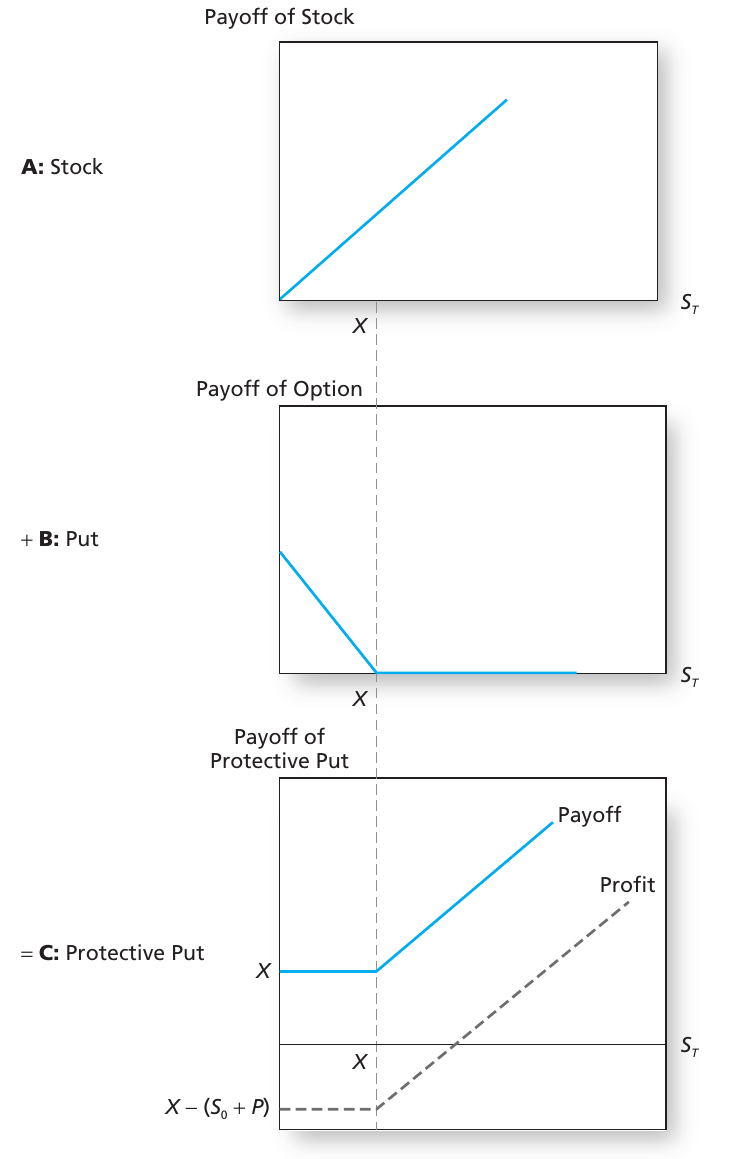 Payoff of Stock
A: Stock
S_T
X
Payoff of Option
+ B: Put
S_T
X
Payoff of
Protective Put
Payoff
Profit
= C: Protective Put
X
S_T
X
X – (S₀ + P)